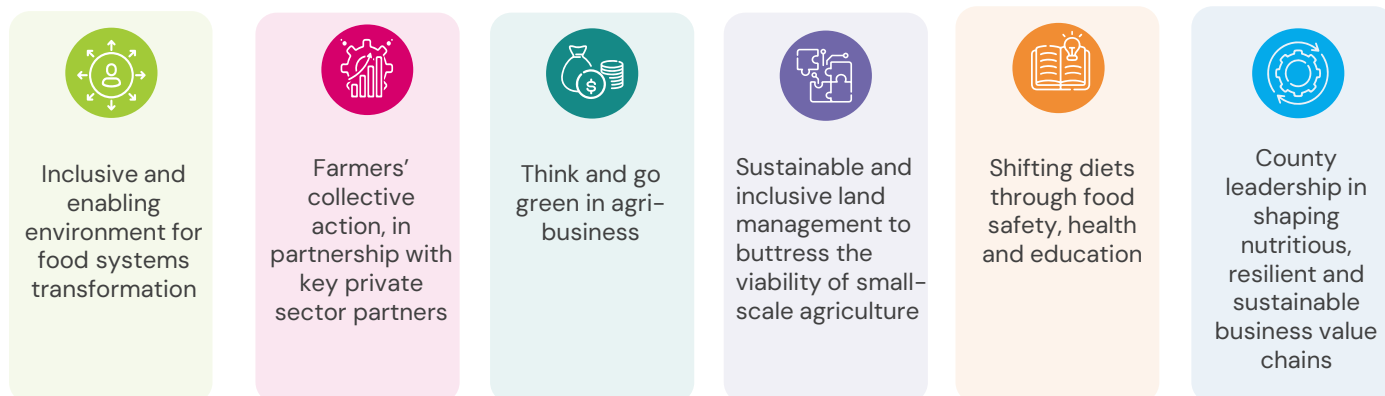 Inclusive and
enabling
environment for
food systems
transformation
Farmers’
collective
action, in
partnership with
key private
sector partners
$
Think and go
green in agri-
business
Sustainable and
inclusive land
management to
buttress the
viability of small-
scale agriculture
Shifting diets
through food
safety, health
and education
County
leadership in
shaping
nutritious,
resilient and
sustainable
business value
chains